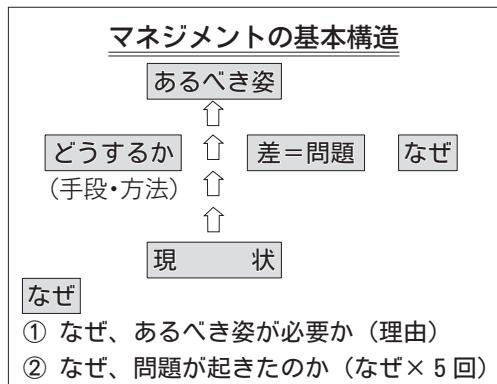 マネジメントの基本構造
あるべき姿
⇧
どうするか ⇧ 差＝問題 なぜ
（手段・方法） ⇧
⇧
現　　　状
なぜ
① なぜ、あるべき姿が必要か（理由）
② なぜ、問題が起きたのか（なぜ×５回）